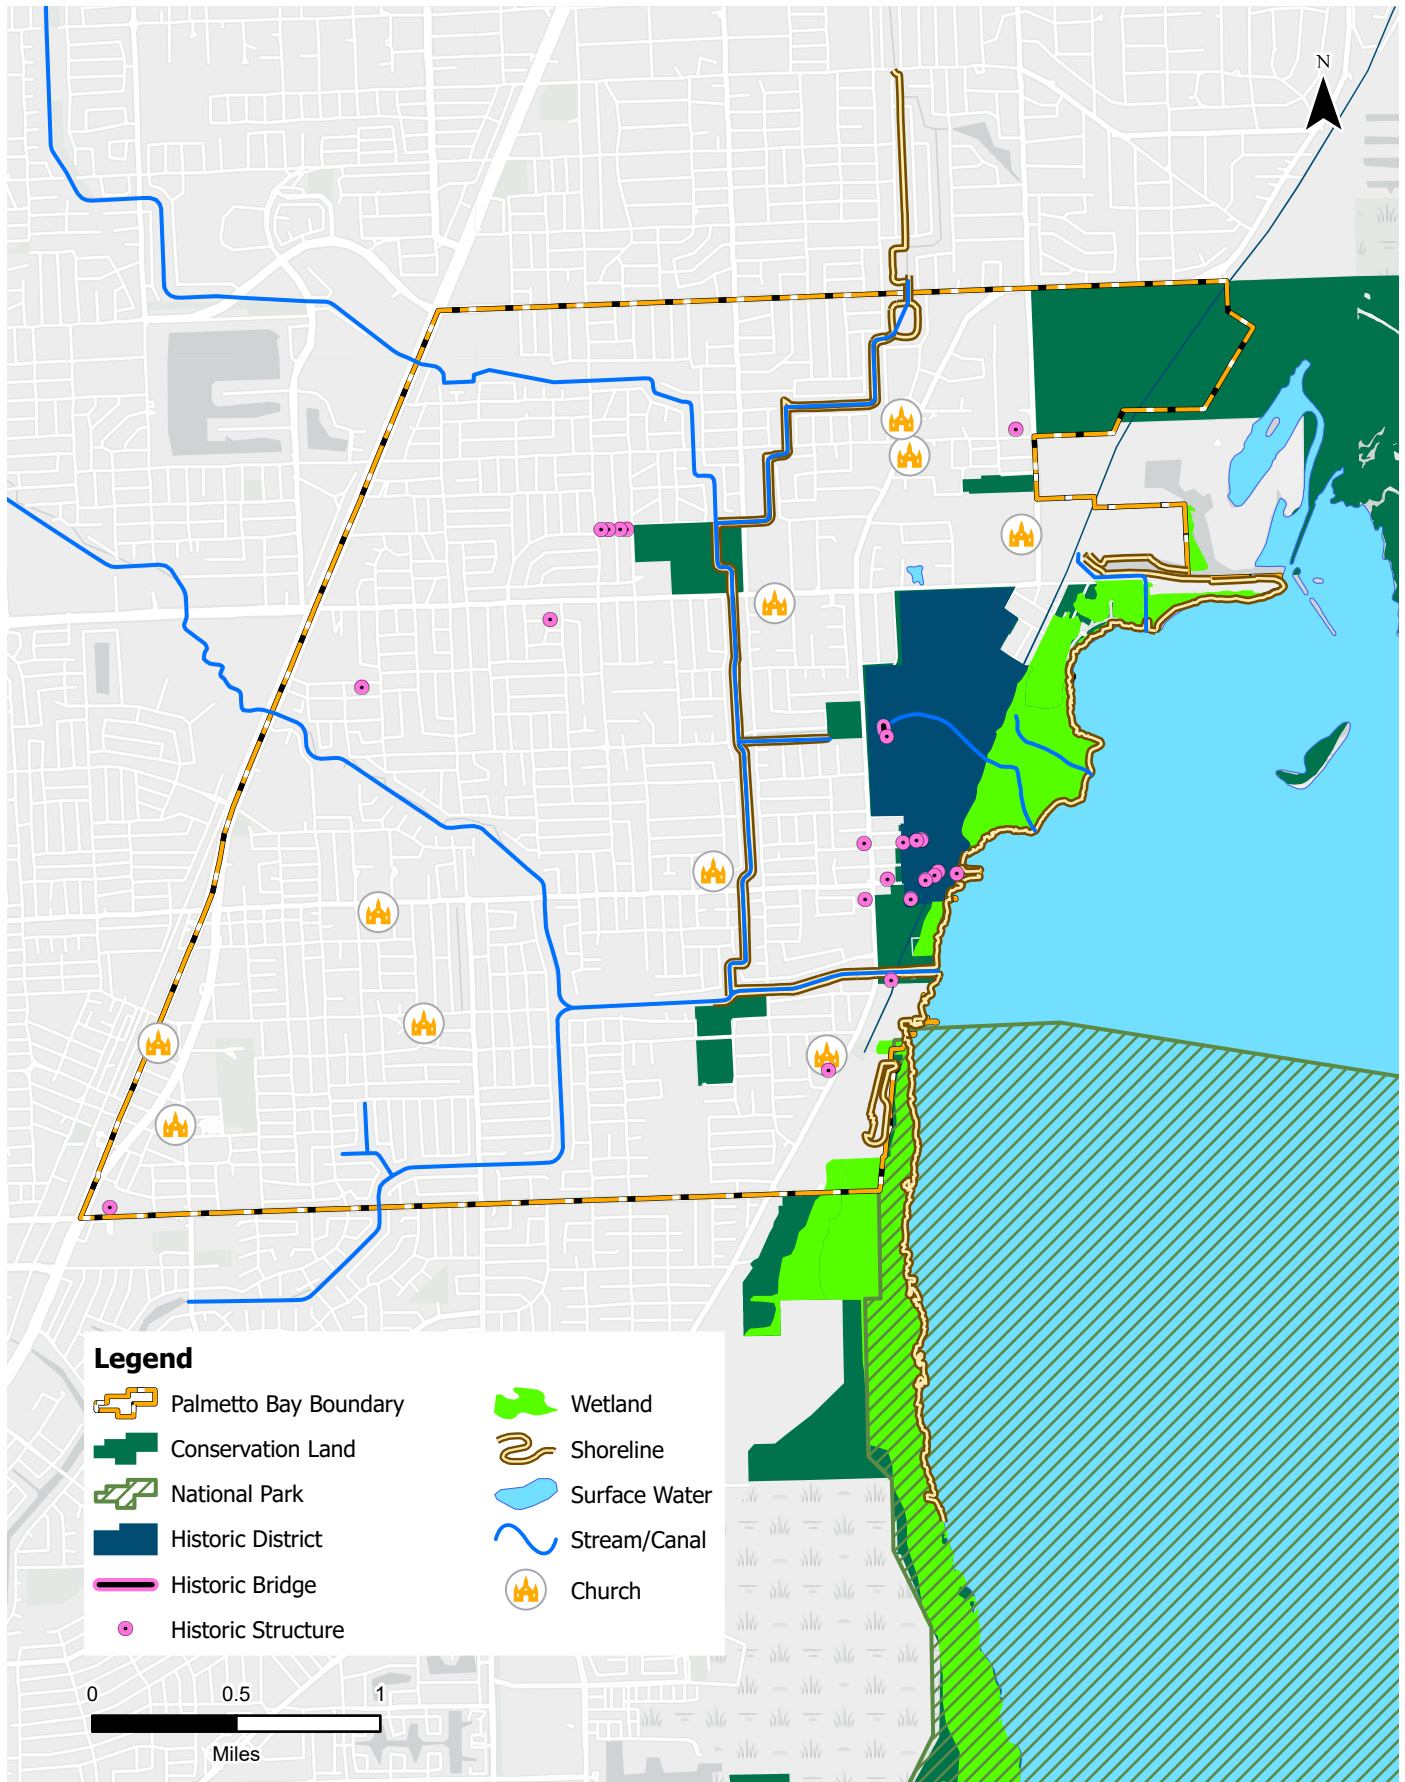 N
Legend
Palmetto Bay Boundary
Conservation Land
National Park
Historic District
Historic Bridge
Historic Structure
Wetland
Shoreline
Surface Water
Stream/Canal
Church
0 0.5 1
Miles